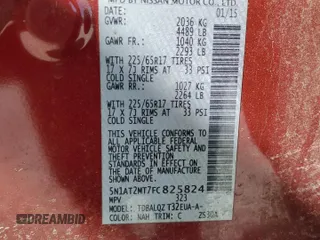 MFD BY NISSAN MOTOR CO., LTD.
DATE: 01/15
GVWR: 2036 KG
4489 LB
GAWR FR: 1040 KG
2293 LB
WITH 225/65R17 TIRES
17 X 7J RIMS AT 33 PSI
COLD SINGLE
GAWR RR: 1027 KG
2264 LB
WITH 225/65R17 TIRES
17 X 7J RIMS AT 33 PSI
COLD SINGLE
THIS VEHICLE CONFORMS TO ALL
APPLICABLE FEDERAL MOTOR
VEHICLE SAFETY AND
THEFT PREVENTION
STANDARDS IN EFFECT ON THE
DATE OF MANUFACTURE SHOWN ABOVE
5N1AT2MT7FC825824
MPV 323
MODEL:
COLOR: NAH TRIM: C